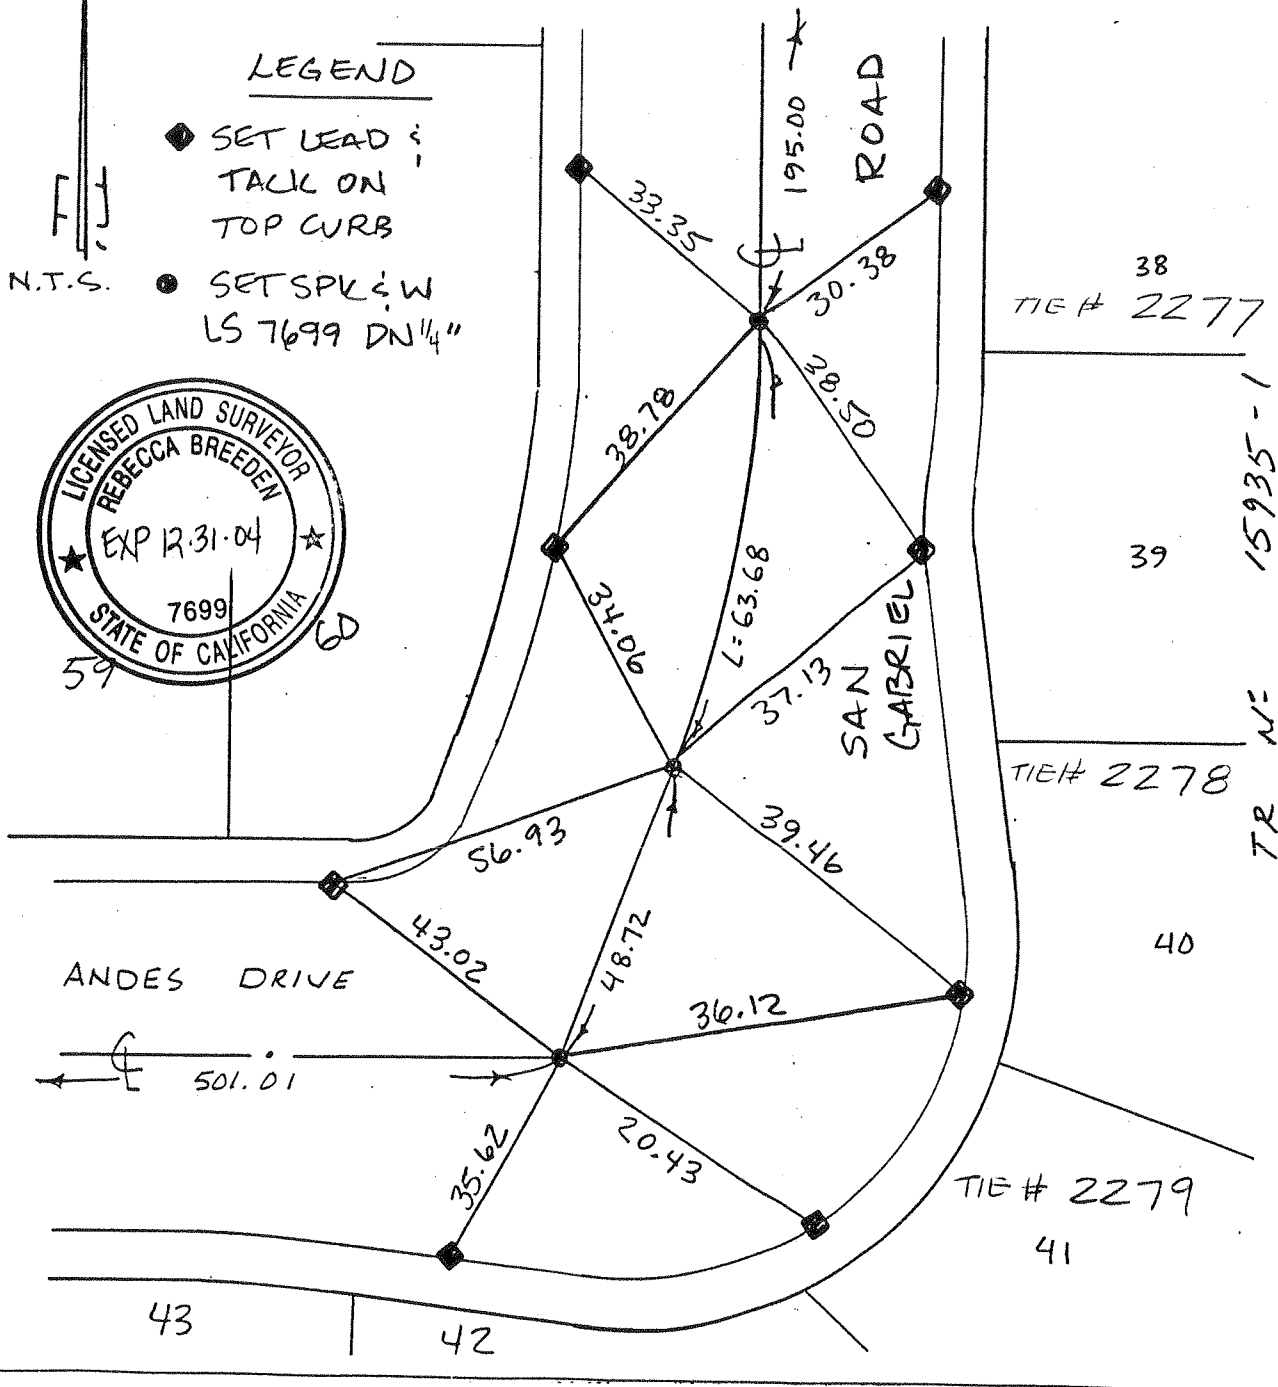 LEGEND
SET LEAD &
TACK ON
TOP CURB
SET SPK & W
LS 7699 DN 1/4"
N.T.S.
LICENSED LAND SURVEYOR
REBECCA BREEDEN
EXP 12.31.04
7699
STATE OF CALIFORNIA
59
60
195.00
ROAD
33.35
30.38
38.78
38.50
34.06
L=63.68
37.13
SAN
GABRIEL
38
TIE # 2277
39
TR Nº 15935-1
TIE# 2278
56.93
39.46
40
43.02
48.72
36.12
ANDES DRIVE
501.01
35.62
20.43
TIE # 2279
41
43
42